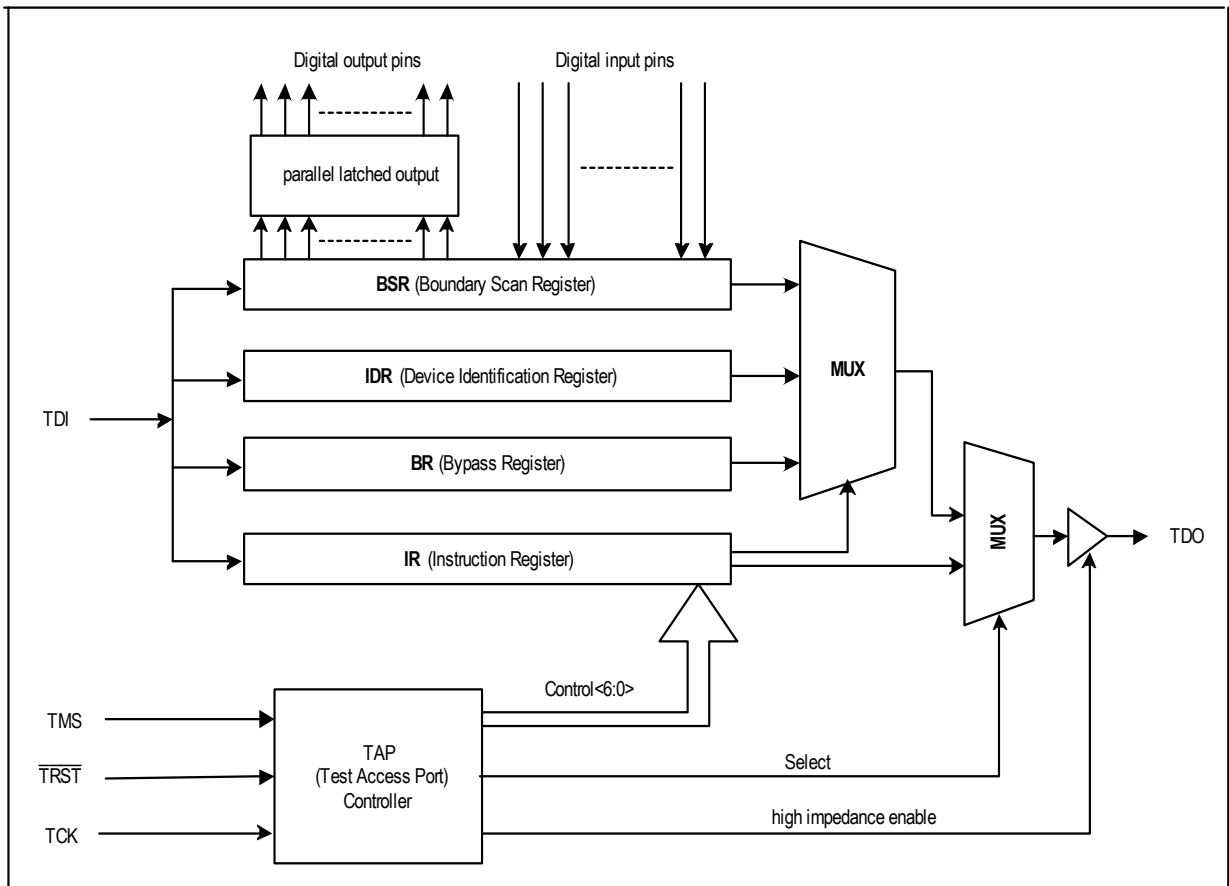 Digital output pins
Digital input pins
parallel latched output
BSR (Boundary Scan Register)
IDR (Device Identification Register)
MUX
TDI
BR (Bypass Register)
MUX
TDO
IR (Instruction Register)
Control<6:0>
TMS
TAP
(Test Access Port)
Controller
Select
T̅R̅S̅T̅
high impedance enable
TCK